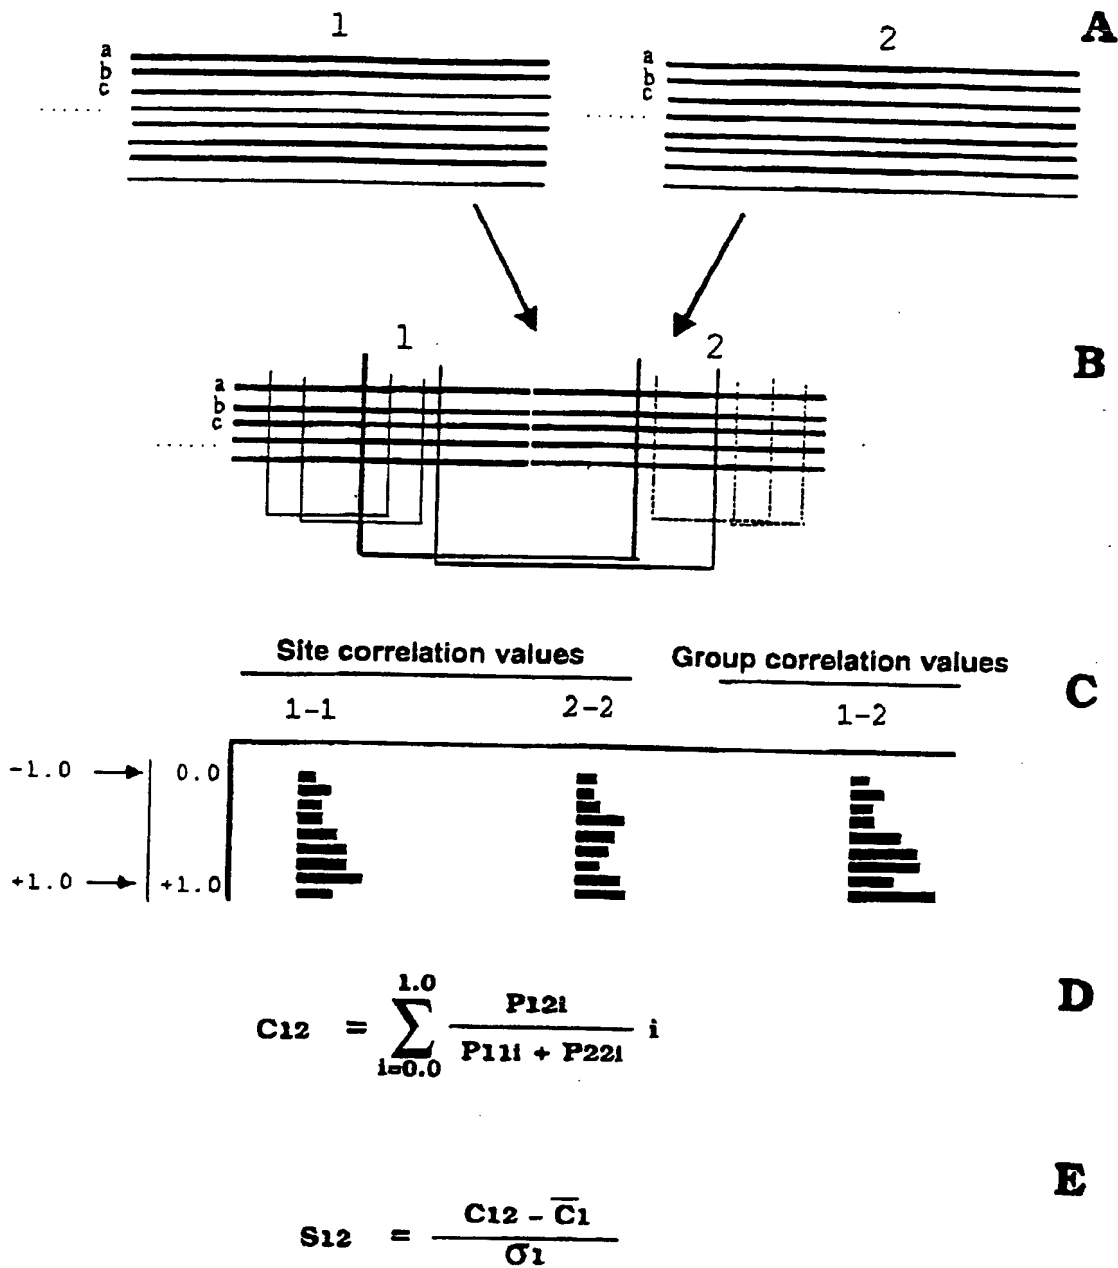 1
2
A
a
b
c
......
a
b
c
......
1
2
B
a
b
c
......
Site correlation values
Group correlation values
C
1-1
2-2
1-2
-1.0
0.0
+1.0
+1.0
D
C12 = 1.0 ∑ i=0.0 P12i / P11i + P22i i
E
S12 = C12 - C̅1 / σ1